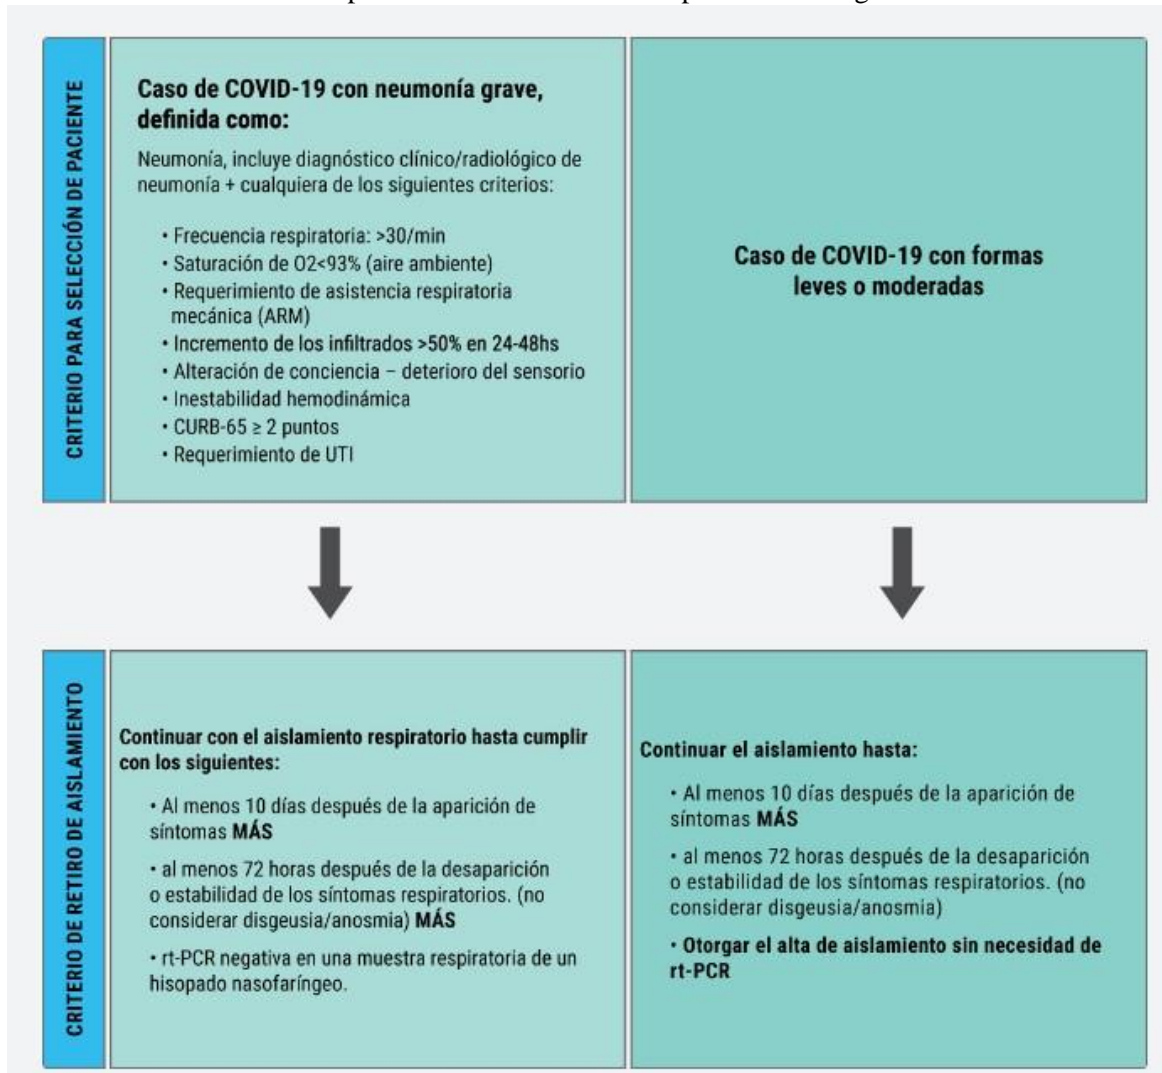 CRITERIO PARA SELECCIÓN DE PACIENTE
Caso de COVID-19 con neumonía grave,
definida como:
Neumonía, incluye diagnóstico clínico/radiológico de
neumonía + cualquiera de los siguientes criterios:
• Frecuencia respiratoria: >30/min
• Saturación de O2<93% (aire ambiente)
• Requerimiento de asistencia respiratoria
mecánica (ARM)
• Incremento de los infiltrados >50% en 24-48hs
• Alteración de conciencia – deterioro del sensorio
• Inestabilidad hemodinámica
• CURB-65 ≥ 2 puntos
• Requerimiento de UTI
Caso de COVID-19 con formas
leves o moderadas
CRITERIO DE RETIRO DE AISLAMIENTO
Continuar con el aislamiento respiratorio hasta cumplir
con los siguientes:
• Al menos 10 días después de la aparición de
síntomas MÁS
• al menos 72 horas después de la desaparición
o estabilidad de los síntomas respiratorios. (no
considerar disgeusia/anosmia) MÁS
• rt-PCR negativa en una muestra respiratoria de un
hisopado nasofaríngeo.
Continuar el aislamiento hasta:
• Al menos 10 días después de la aparición de
síntomas MÁS
• al menos 72 horas después de la desaparición
o estabilidad de los síntomas respiratorios. (no
considerar disgeusia/anosmia)
• Otorgar el alta de aislamiento sin necesidad de
rt-PCR